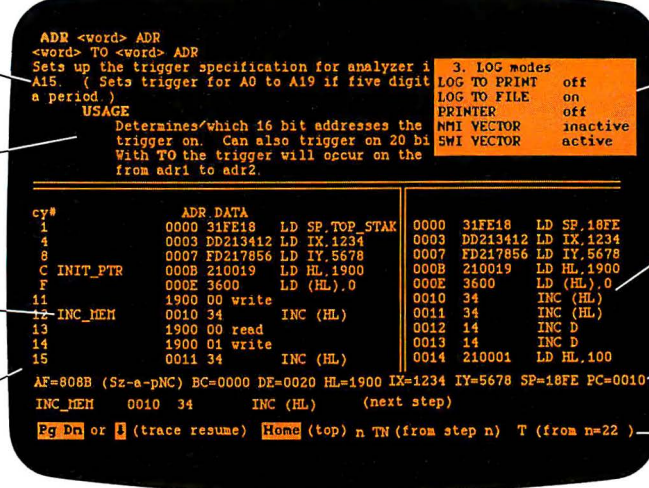 ADR <word> ADR
<word> TO <word> ADR
Sets up the trigger specification for analyzer i
A15. ( Sets trigger for A0 to A19 if five digit
a period.)
USAGE
Determines which 16 bit addresses the
trigger on. Can also trigger on 20 bi
With TO the trigger will occur on the
from adr1 to adr2.
3. LOG modes
LOG TO PRINT off
LOG TO FILE on
PRINTER off
NMI VECTOR inactive
SWI VECTOR active
cy# ADR DATA
1 0000 31FE18 LD SP,TOP_STAK
4 0003 DD213412 LD IX,1234
8 0007 FD217856 LD IY,5678
C INIT_PTR 000B 210019 LD HL,1900
F 000E 3600 LD (HL),0
11 1900 00 write
12 INC_MEM 0010 34 INC (HL)
13 1900 00 read
14 1900 01 write
15 0011 34 INC (HL)
0000 31FE18 LD SP,18FE
0003 DD213412 LD IX,1234
0007 FD217856 LD IY,5678
000B 210019 LD HL,1900
000E 3600 LD (HL),0
0010 34 INC (HL)
0011 34 INC (HL)
0012 14 INC D
0013 14 INC D
0014 210001 LD HL,100
AF=808B (Sz-a-pNC) BC=0000 DE=0020 HL=1900 IX=1234 IY=5678 SP=18FE PC=0010
INC_MEM 0010 34 INC (HL) (next step)
Pg Dn or ↓ (trace resume) Home (top) n TN (from step n) T (from n=22 )